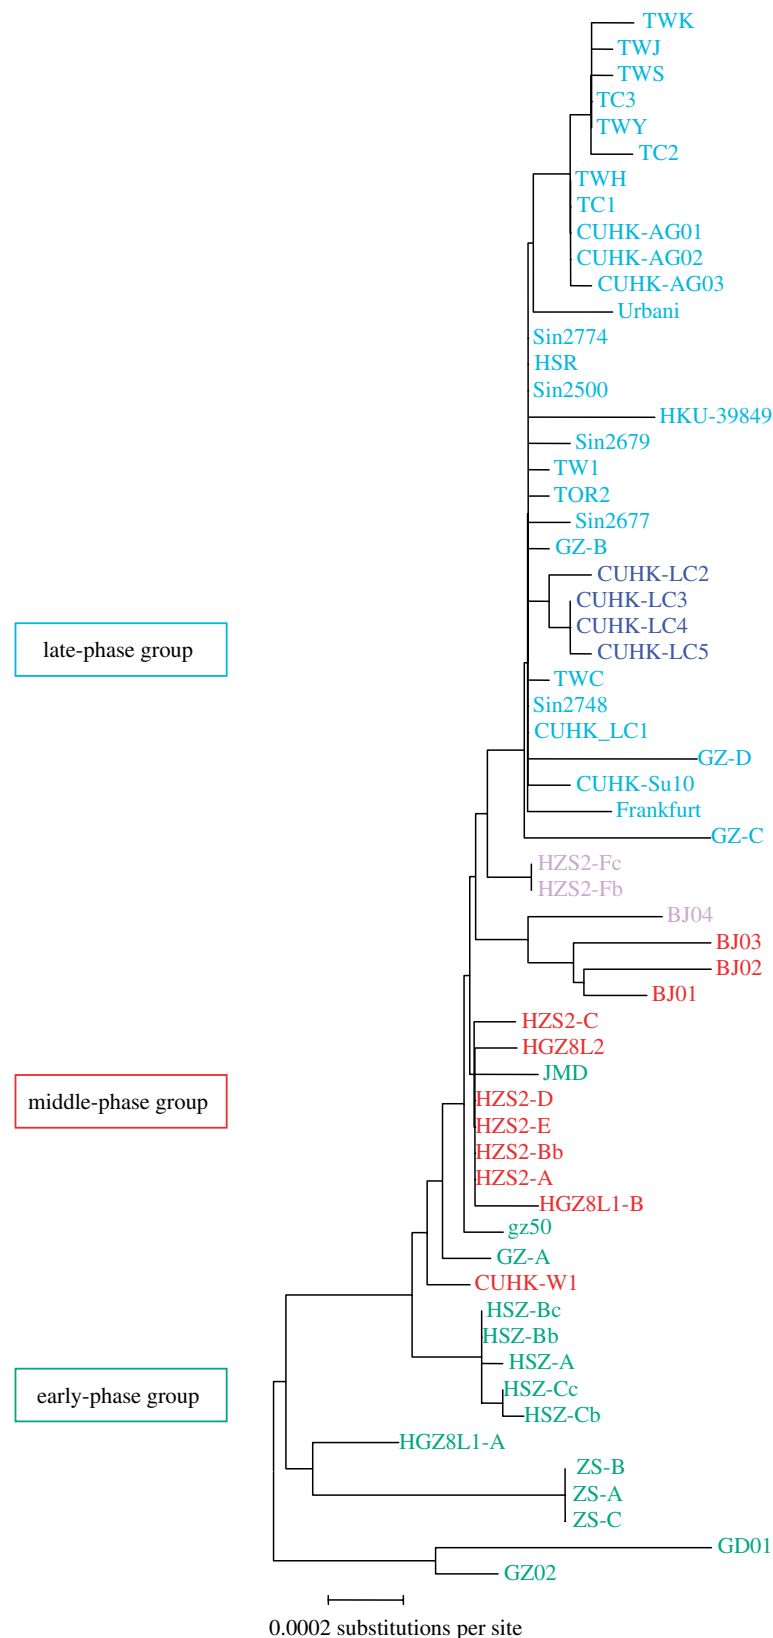 TWK
TWJ
TWS
TC3
TWY
TC2
TWH
TC1
CUHK-AG01
CUHK-AG02
CUHK-AG03
Urbani
Sin2774
HSR
Sin2500
HKU-39849
Sin2679
TW1
TOR2
Sin2677
GZ-B
CUHK-LC2
CUHK-LC3
CUHK-LC4
late-phase group
CUHK-LC5
TWC
Sin2748
CUHK_LC1
GZ-D
CUHK-Su10
Frankfurt
GZ-C
HZS2-Fc
HZS2-Fb
BJ04
BJ03
BJ02
BJ01
HZS2-C
HGZ8L2
JMD
middle-phase group
HZS2-D
HZS2-E
HZS2-Bb
HZS2-A
HGZ8L1-B
gz50
GZ-A
CUHK-W1
HSZ-Bc
HSZ-Bb
HSZ-A
early-phase group
HSZ-Cc
HSZ-Cb
HGZ8L1-A
ZS-B
ZS-A
ZS-C
GD01
GZ02
0.0002 substitutions per site